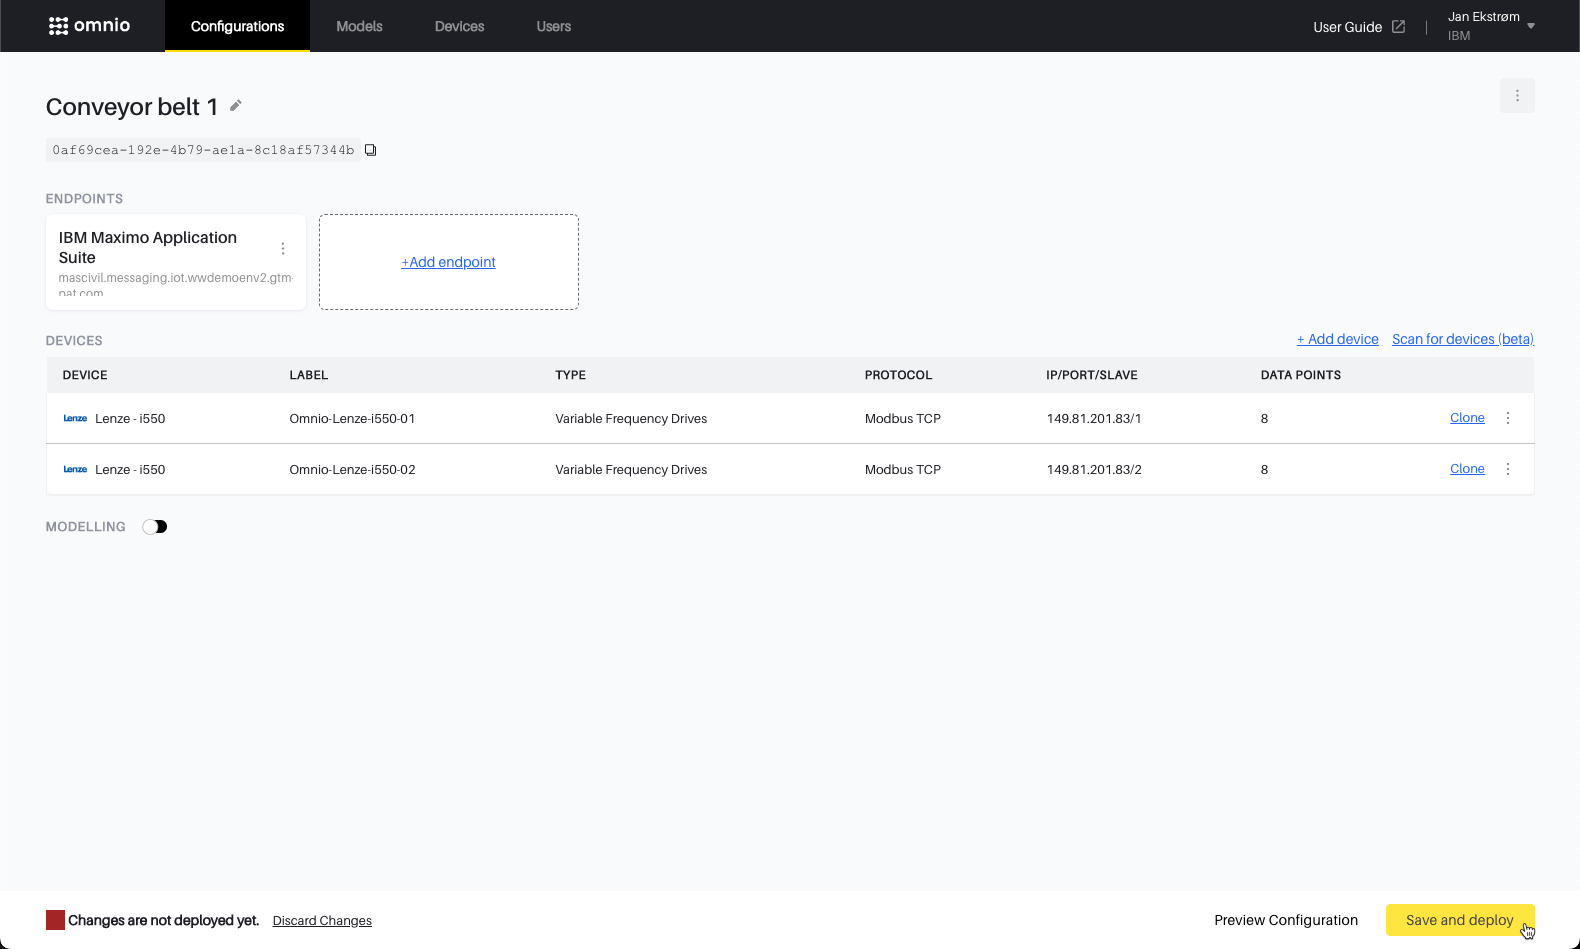 omnio
Configurations
Models
Devices
Users
User Guide
Jan Ekstrøm
IBM
Conveyor belt 1
0af69cea-192e-4b79-ae1a-8c18af57344b
ENDPOINTS
IBM Maximo Application
Suite
mascivil.messaging.iot.wwdemoenv2.gtm-
pat.com
+Add endpoint
DEVICES
+ Add device
Scan for devices (beta)
DEVICE LABEL TYPE PROTOCOL IP/PORT/SLAVE DATA POINTS
Lenze Lenze - i550 Omnio-Lenze-i550-01 Variable Frequency Drives Modbus TCP 149.81.201.83/1 8 Clone
Lenze Lenze - i550 Omnio-Lenze-i550-02 Variable Frequency Drives Modbus TCP 149.81.201.83/2 8 Clone
MODELLING
Changes are not deployed yet.
Discard Changes
Preview Configuration
Save and deploy